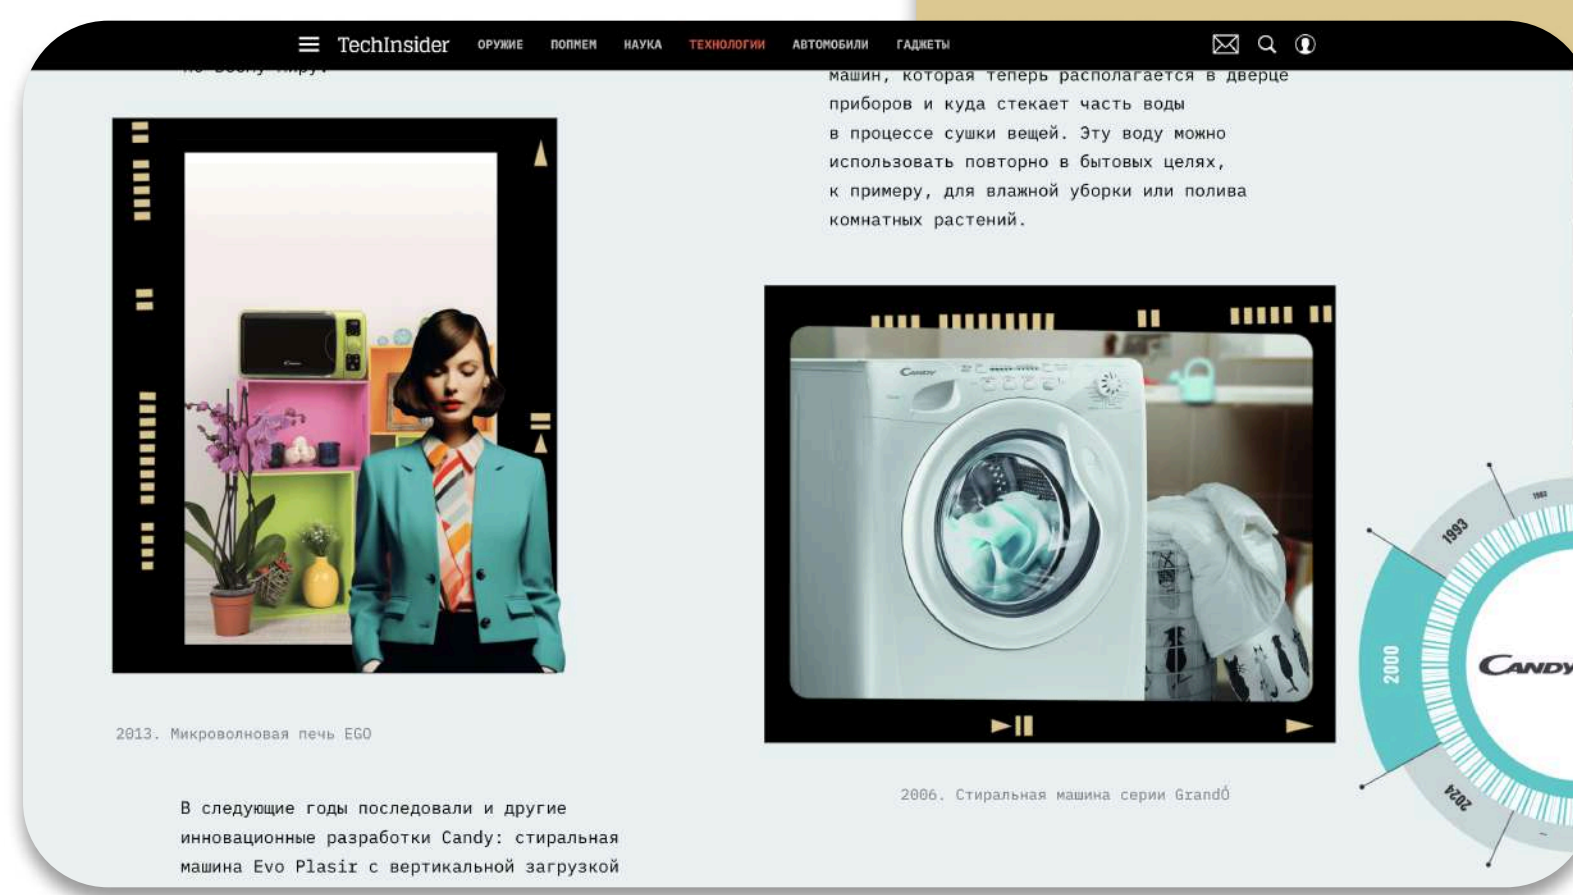 TechInsider ОРУЖИЕ ПОПМЕМ НАУКА ТЕХНОЛОГИИ АВТОМОБИЛИ ГАДЖЕТЫ
машин, которая теперь располагается в дверце
приборов и куда стекает часть воды
в процессе сушки вещей. Эту воду можно
использовать повторно в бытовых целях,
к примеру, для влажной уборки или полива
комнатных растений.
CANDY
2013. Микроволновая печь EGO
2006. Стиральная машина серии GrandÓ
В следующие годы последовали и другие
инновационные разработки Candy: стиральная
машина Evo Plasir с вертикальной загрузкой
1993
2000
CANDY
2024